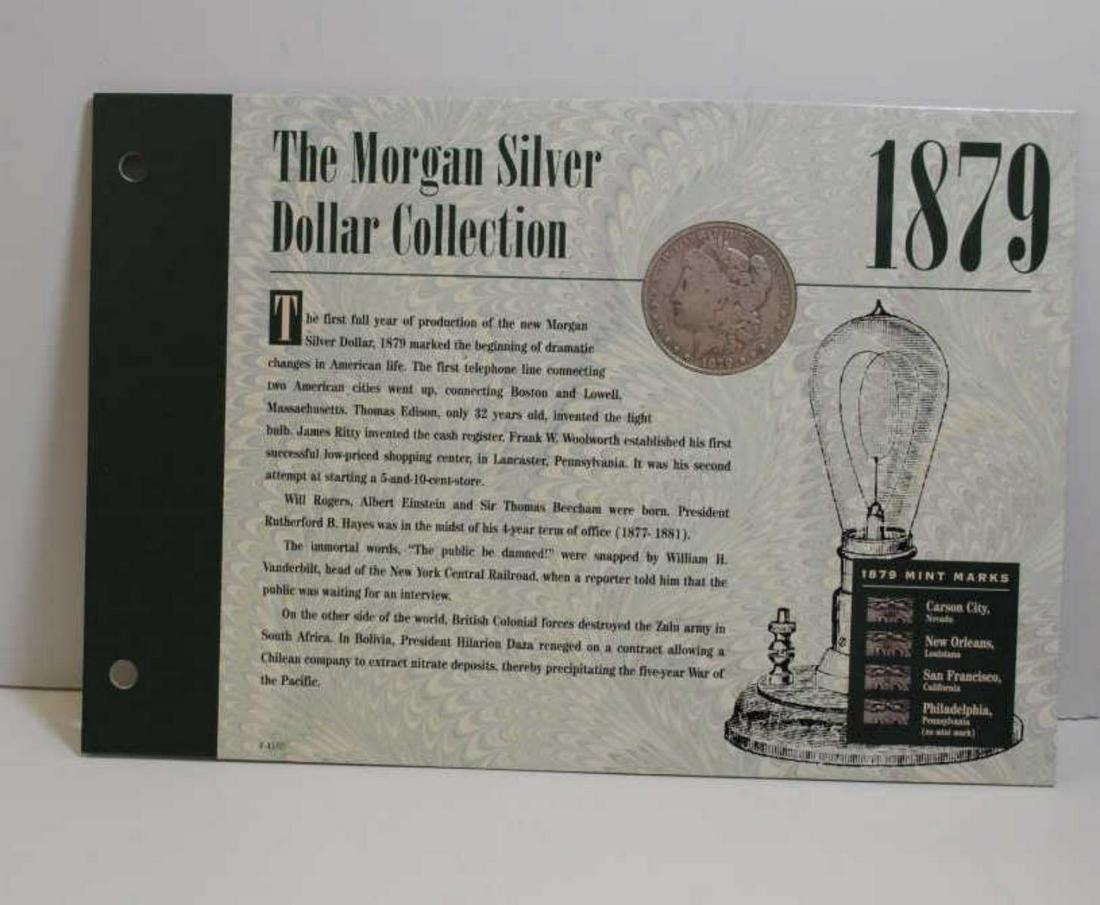 The Morgan Silver
Dollar Collection
1879
The first full year of production of the new Morgan
Silver Dollar, 1879 marked the beginning of dramatic
changes in American life. The first telephone line connecting
two American cities went up, connecting Boston and Lowell,
Massachusetts. Thomas Edison, only 32 years old, invented the light
bulb. James Ritty invented the cash register. Frank W. Woolworth established his first
successful low-priced shopping center, in Lancaster, Pennsylvania. It was his second
attempt at starting a 5-and-10-cent-store.
Will Rogers, Albert Einstein and Sir Thomas Beecham were born. President
Rutherford B. Hayes was in the midst of his 4-year term of office (1877- 1881).
The immortal words, "The public be damned!" were snapped by William H.
Vanderbilt, head of the New York Central Railroad, when a reporter told him that the
public was waiting for an interview.
On the other side of the world, British Colonial forces destroyed the Zulu army in
South Africa. In Bolivia, President Hilarion Daza reneged on a contract allowing a
Chilean company to extract nitrate deposits, thereby precipitating the five-year War of
the Pacific.
1879 MINT MARKS
Carson City,
Nevada
New Orleans,
Louisiana
San Francisco,
California
Philadelphia,
Pennsylvania
(no mint mark)